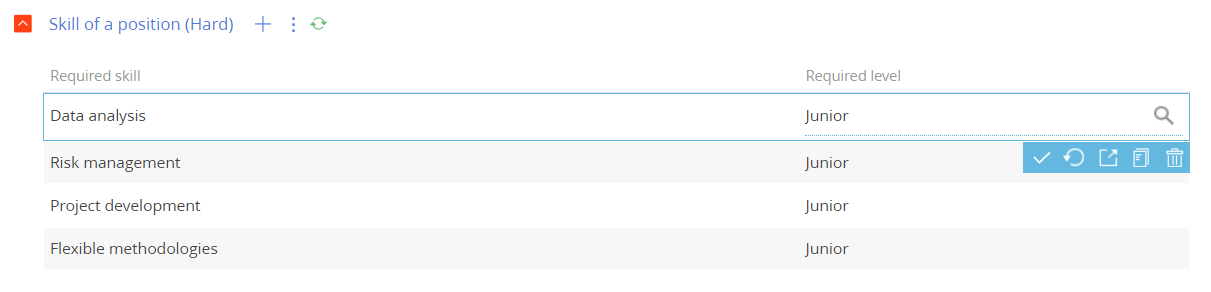 Skill of a position (Hard)
Required skill Required level
Data analysis Junior
Risk management Junior
Project development Junior
Flexible methodologies Junior